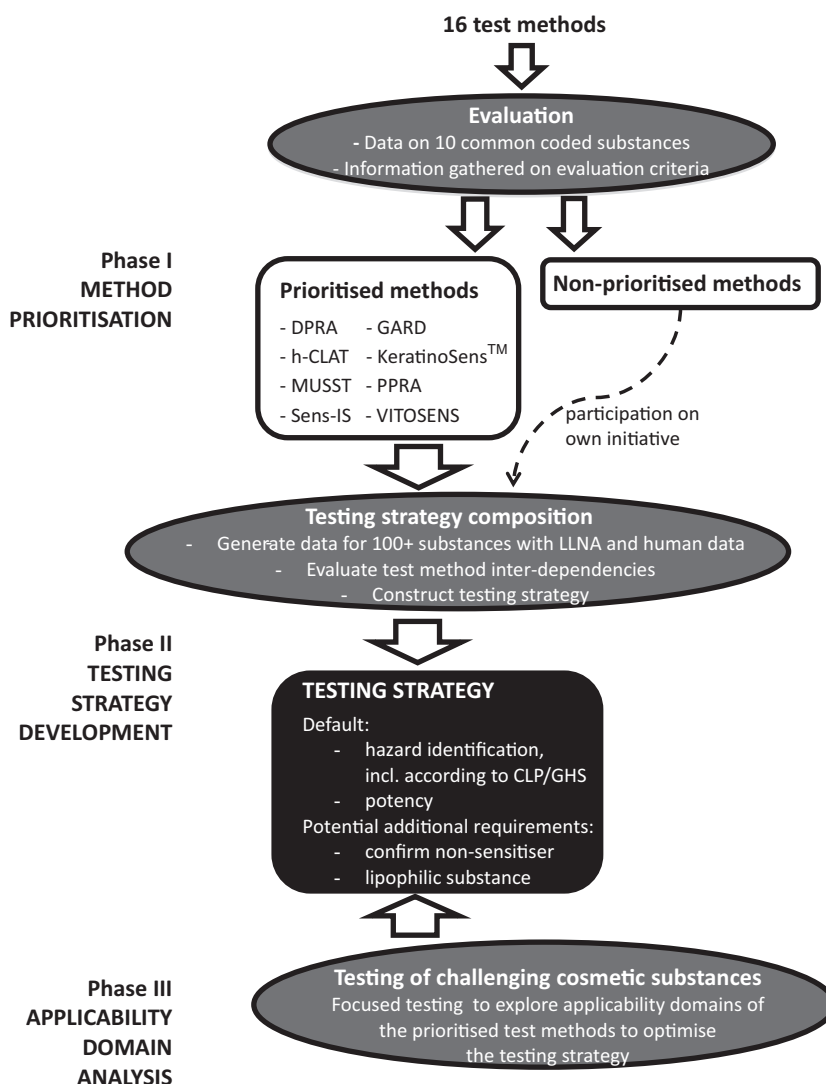 16 test methods
Evaluation
- Data on 10 common coded substances
- Information gathered on evaluation criteria
Phase I
METHOD
PRIORITISATION
Prioritised methods
- DPRA - GARD
- h-CLAT - KeratinoSens™
- MUSST - PPRA
- Sens-IS - VITOSENS
Non-prioritised methods
participation on
own initiative
Testing strategy composition
- Generate data for 100+ substances with LLNA and human data
- Evaluate test method inter-dependencies
- Construct testing strategy
Phase II
TESTING
STRATEGY
DEVELOPMENT
TESTING STRATEGY
Default:
- hazard identification,
incl. according to CLP/GHS
- potency
Potential additional requirements:
- confirm non-sensitiser
- lipophilic substance
Phase III
APPLICABILITY
DOMAIN
ANALYSIS
Testing of challenging cosmetic substances
Focused testing to explore applicability domains of
the prioritised test methods to optimise
the testing strategy